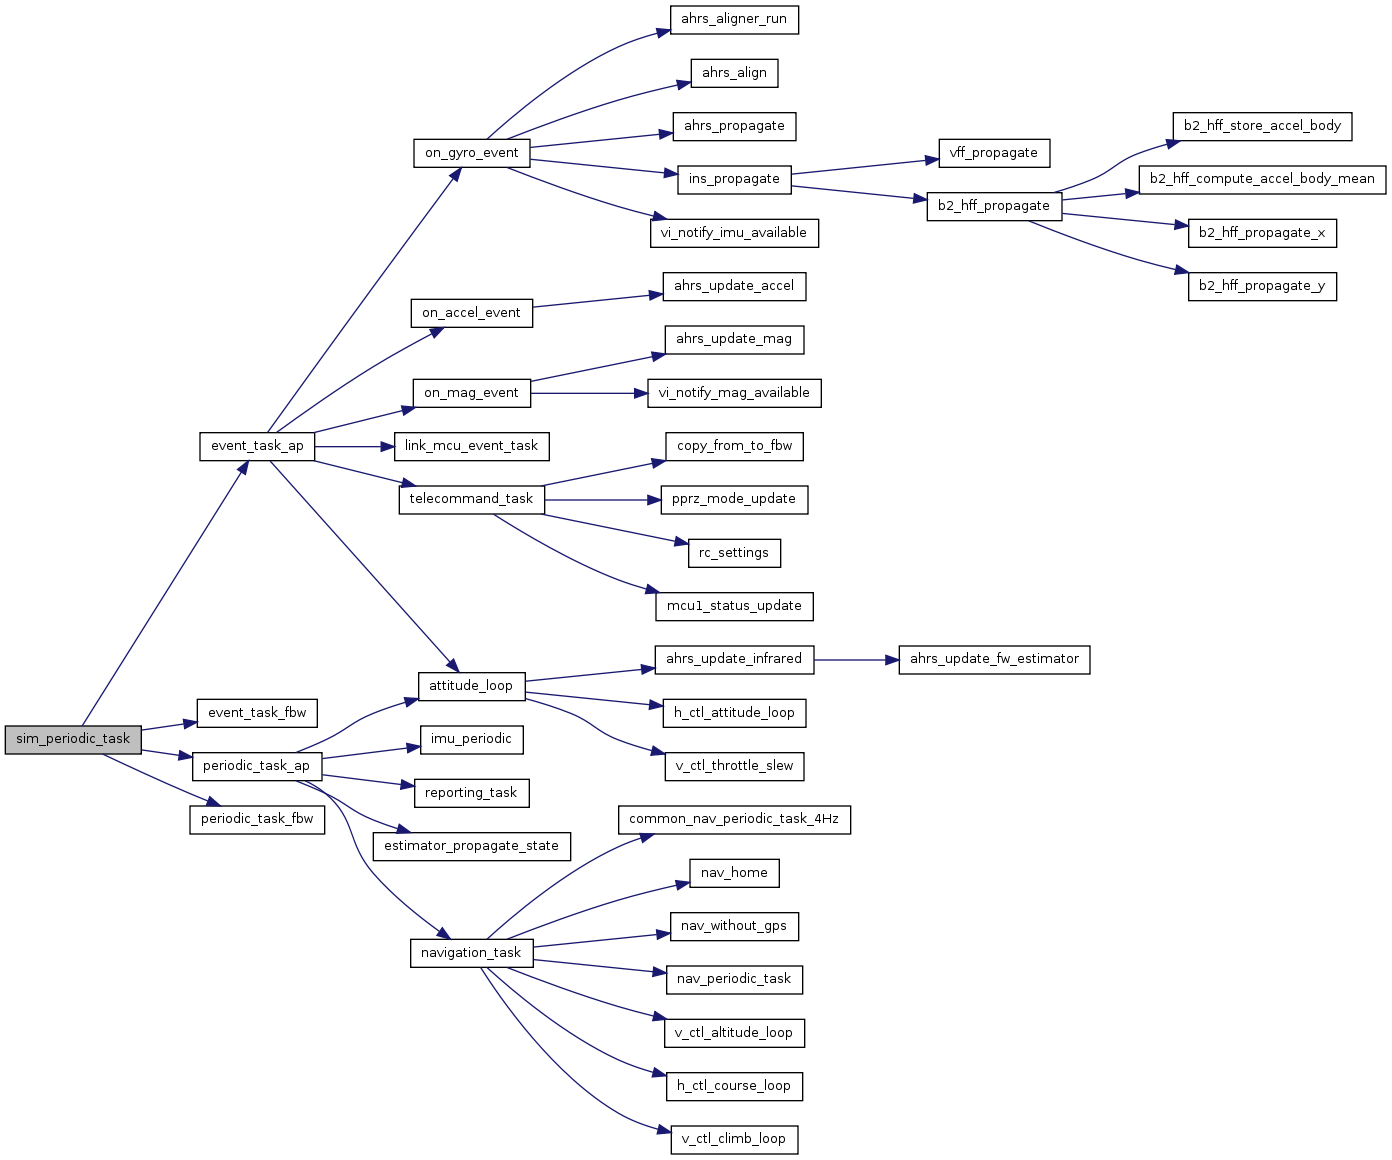 ahrs_aligner_run
ahrs_align
ahrs_propagate
b2_hff_store_accel_body
on_gyro_event
vff_propagate
ins_propagate
b2_hff_compute_accel_body_mean
b2_hff_propagate
vi_notify_imu_available
b2_hff_propagate_x
ahrs_update_accel
b2_hff_propagate_y
on_accel_event
ahrs_update_mag
on_mag_event
vi_notify_mag_available
event_task_ap
link_mcu_event_task
copy_from_to_fbw
telecommand_task
pprz_mode_update
rc_settings
mcu1_status_update
ahrs_update_infrared
ahrs_update_fw_estimator
attitude_loop
event_task_fbw
h_ctl_attitude_loop
sim_periodic_task
imu_periodic
periodic_task_ap
v_ctl_throttle_slew
reporting_task
periodic_task_fbw
common_nav_periodic_task_4Hz
estimator_propagate_state
nav_home
nav_without_gps
navigation_task
nav_periodic_task
v_ctl_altitude_loop
h_ctl_course_loop
v_ctl_climb_loop